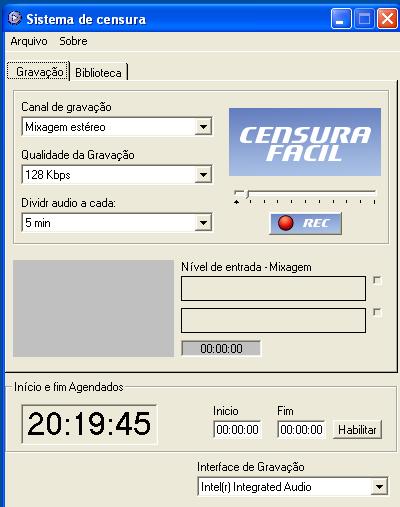 Sistema de censura
Arquivo Sobre
Gravação Biblioteca
Canal de gravação
Mixagem estéreo
CENSURA
FACIL
Qualidade da Gravação
128 Kbps
Dividr audio a cada:
5 min
REC
Nível de entrada - Mixagem
00:00:00
Início e fim Agendados
20:19:45
Inicio Fim
00:00:00 00:00:00 Habilitar
Interface de Gravação
Intel(r) Integrated Audio